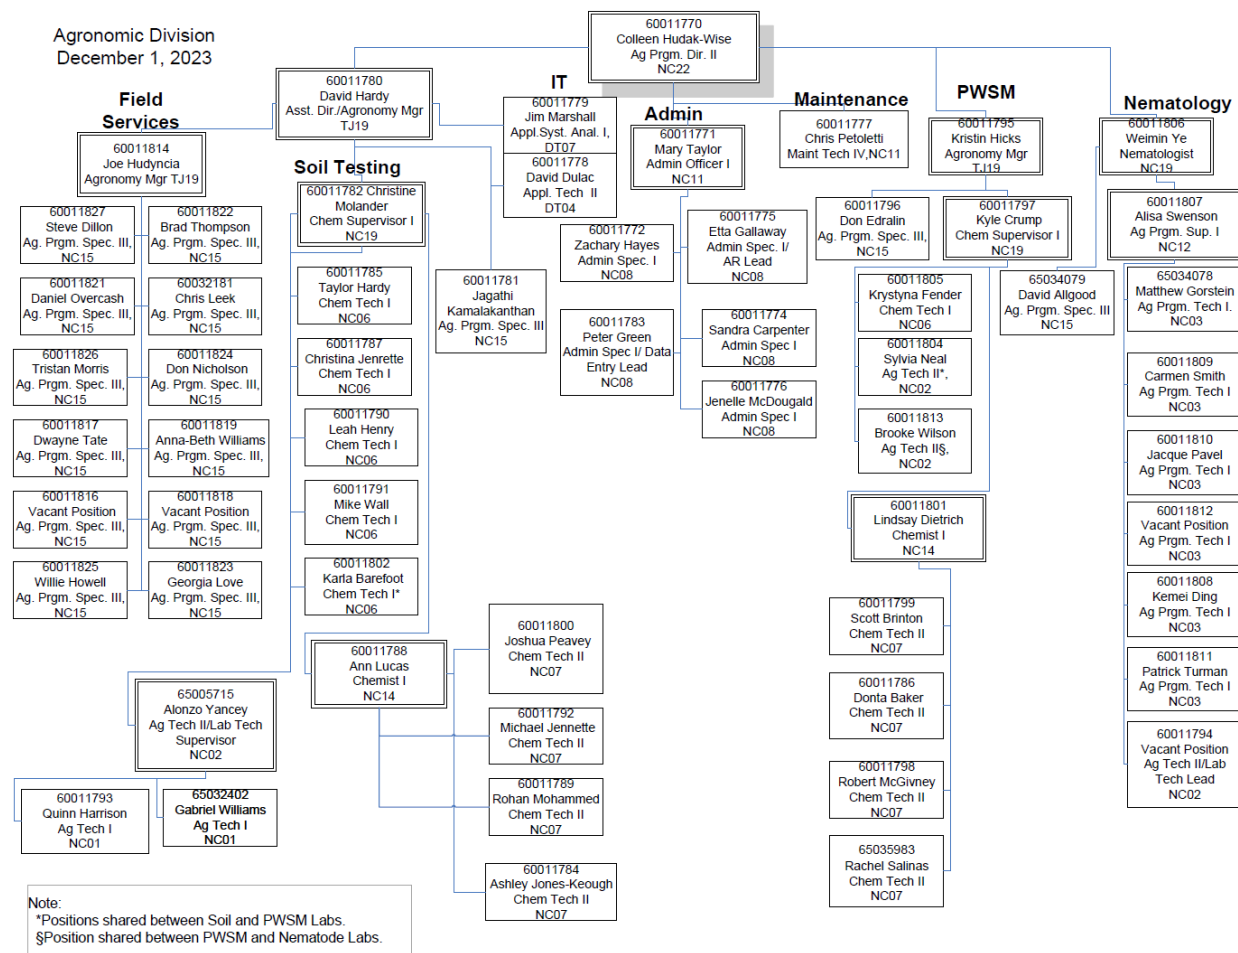 Agronomic Division
December 1, 2023
60011770
Colleen Hudak-Wise
Ag Prgm. Dir. II
NC22
60011780
David Hardy
Asst. Dir./Agronomy Mgr
TJ19
IT
60011779
Jim Marshall
Appl.Syst. Anal. I,
DT07
60011778
David Dulac
Appl. Tech  II
DT04
Field
Services
60011814
Joe Hudyncia
Agronomy Mgr TJ19
60011827
Steve Dillon
Ag. Prgm. Spec. III,
NC15
60011822
Brad Thompson
Ag. Prgm. Spec. III,
NC15
60011821
Daniel Overcash
Ag. Prgm. Spec. III,
NC15
60032181
Chris Leek
Ag. Prgm. Spec. III,
NC15
60011826
Tristan Morris
Ag. Prgm. Spec. III,
NC15
60011824
Don Nicholson
Ag. Prgm. Spec. III,
NC15
60011817
Dwayne Tate
Ag. Prgm. Spec. III,
NC15
60011819
Anna-Beth Williams
Ag. Prgm. Spec. III,
NC15
60011816
Vacant Position
Ag. Prgm. Spec. III,
NC15
60011818
Vacant Position
Ag. Prgm. Spec. III,
NC15
60011825
Willie Howell
Ag. Prgm. Spec. III,
NC15
60011823
Georgia Love
Ag. Prgm. Spec. III,
NC15
Soil Testing
60011782 Christine
Molander
Chem Supervisor I
NC19
60011785
Taylor Hardy
Chem Tech I
NC06
60011787
Christina Jenrette
Chem Tech I
NC06
60011790
Leah Henry
Chem Tech I
NC06
60011791
Mike Wall
Chem Tech I
NC06
60011802
Karla Barefoot
Chem Tech I*
NC06
60011781
Jagathi
Kamalakanthan
Ag. Prgm. Spec. III
NC15
60011788
Ann Lucas
Chemist I
NC14
60011800
Joshua Peavey
Chem Tech II
NC07
60011792
Michael Jennette
Chem Tech II
NC07
60011789
Rohan Mohammed
Chem Tech II
NC07
60011784
Ashley Jones-Keough
Chem Tech II
NC07
65005715
Alonzo Yancey
Ag Tech II/Lab Tech
Supervisor
NC02
60011793
Quinn Harrison
Ag Tech I
NC01
65032402
Gabriel Williams
Ag Tech I
NC01
Admin
60011771
Mary Taylor
Admin Officer I
NC11
60011772
Zachary Hayes
Admin Spec. I
NC08
60011775
Etta Gallaway
Admin Spec. I/
AR Lead
NC08
60011783
Peter Green
Admin Spec I/ Data
Entry Lead
NC08
60011774
Sandra Carpenter
Admin Spec I
NC08
60011776
Jenelle McDougald
Admin Spec I
NC08
Maintenance
60011777
Chris Petoletti
Maint Tech IV,NC11
PWSM
60011795
Kristin Hicks
Agronomy Mgr
TJ19
60011796
Don Edralin
Ag. Prgm. Spec. III,
NC15
60011797
Kyle Crump
Chem Supervisor I
NC19
60011805
Krystyna Fender
Chem Tech I
NC06
60011804
Sylvia Neal
Ag Tech II*,
NC02
60011813
Brooke Wilson
Ag Tech II§,
NC02
60011801
Lindsay Dietrich
Chemist I
NC14
60011799
Scott Brinton
Chem Tech II
NC07
60011786
Donta Baker
Chem Tech II
NC07
60011798
Robert McGivney
Chem Tech II
NC07
65035983
Rachel Salinas
Chem Tech II
NC07
Nematology
60011806
Weimin Ye
Nematologist
NC19
60011807
Alisa Swenson
Ag Prgm. Sup. I
NC12
65034079
David Allgood
Ag. Prgm. Spec. III
NC15
65034078
Matthew Gorstein
Ag Prgm. Tech I.
NC03
60011809
Carmen Smith
Ag Prgm. Tech I
NC03
60011810
Jacque Pavel
Ag Prgm. Tech I
NC03
60011812
Vacant Position
Ag Prgm. Tech I
NC03
60011808
Kemei Ding
Ag Prgm. Tech I
NC03
60011811
Patrick Turman
Ag Prgm. Tech I
NC03
60011794
Vacant Position
Ag Tech II/Lab
Tech Lead
NC02
Note:
*Positions shared between Soil and PWSM Labs.
§Position shared between PWSM and Nematode Labs.